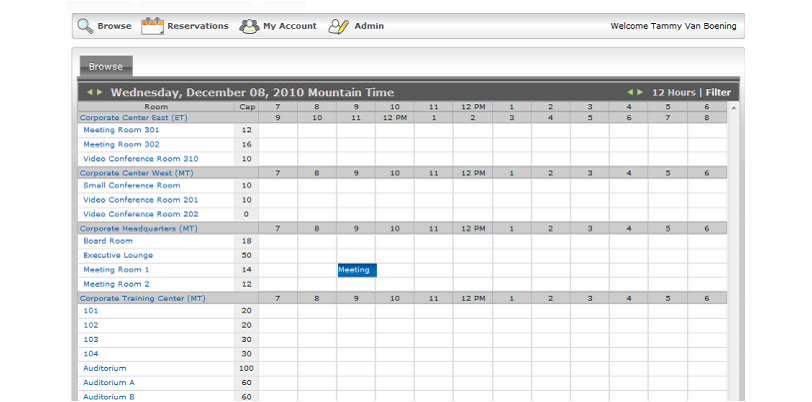 Browse Reservations My Account Admin Welcome Tammy Van Boening
Browse
Wednesday, December 08, 2010 Mountain Time 12 Hours | Filter
Room Cap 7 8 9 10 11 12 PM 1 2 3 4 5 6
Corporate Center East (ET) 9 10 11 12 PM 1 2 3 4 5 6 7 8
Meeting Room 301 12
Meeting Room 302 16
Video Conference Room 310 10
Corporate Center West (MT) 7 8 9 10 11 12 PM 1 2 3 4 5 6
Small Conference Room 10
Video Conference Room 201 10
Video Conference Room 202 0
Corporate Headquarters (MT) 7 8 9 10 11 12 PM 1 2 3 4 5 6
Board Room 18
Executive Lounge 50
Meeting Room 1 14 Meeting
Meeting Room 2 12
Corporate Training Center (MT) 7 8 9 10 11 12 PM 1 2 3 4 5 6
101 20
102 20
103 30
104 30
Auditorium 100
Auditorium A 60
Auditorium B 60